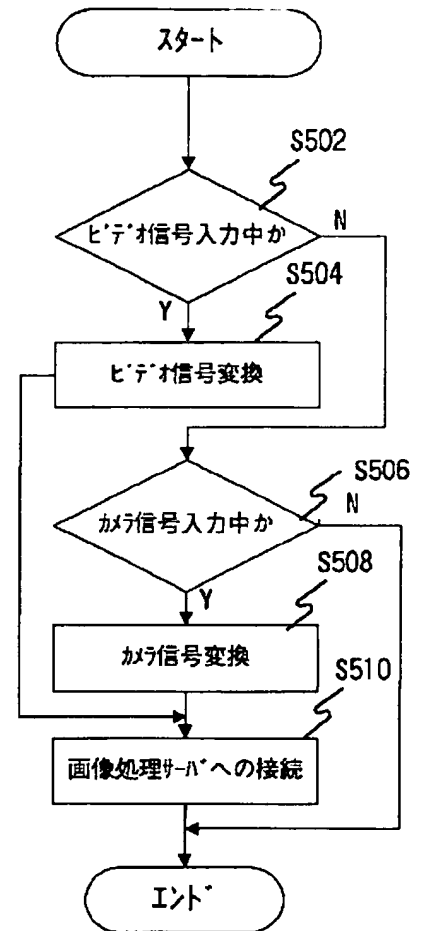 スタート
S502
ﾋﾞﾃﾞｵ信号入力中か
N
S504
Y
ﾋﾞﾃﾞｵ信号変換
S506
ｶﾒﾗ信号入力中か
N
S508
Y
ｶﾒﾗ信号変換
S510
画像処理ｻｰﾊﾞへの接続
エンド